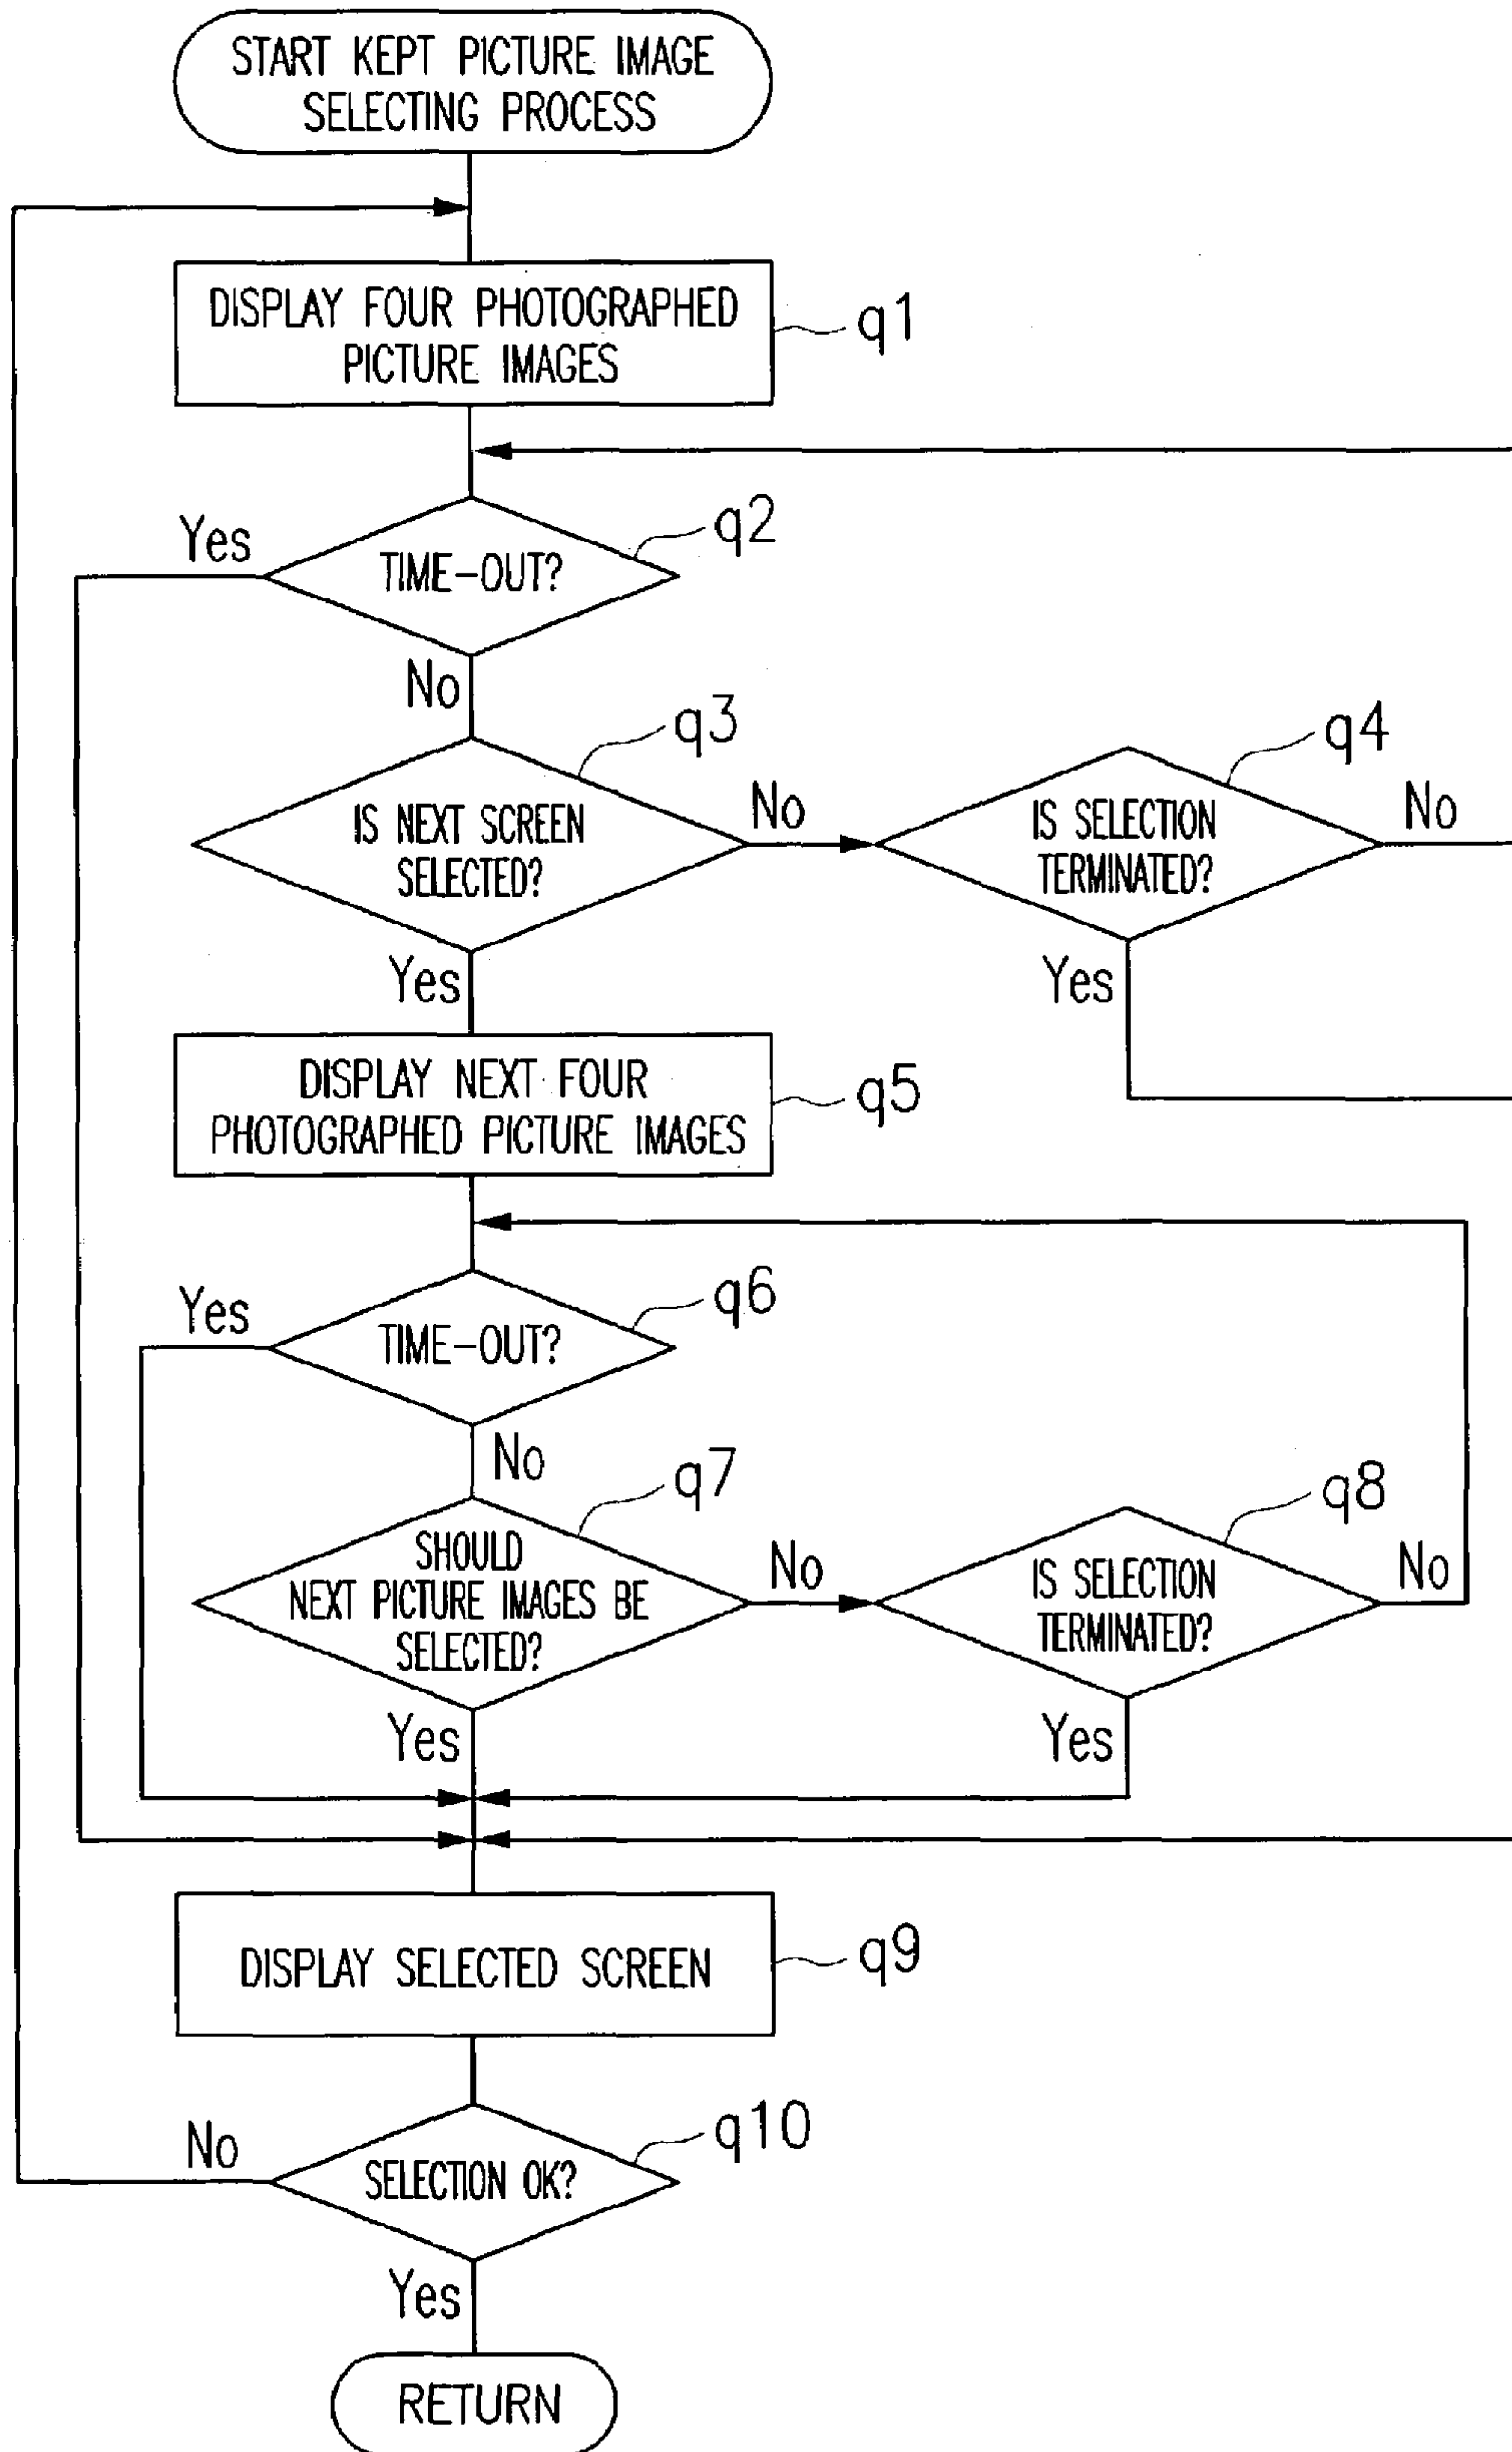 START KEPT PICTURE IMAGE
SELECTING PROCESS
DISPLAY FOUR PHOTOGRAPHED
PICTURE IMAGES
q1
Yes
TIME-OUT?
q2
No
IS NEXT SCREEN
SELECTED?
q3
No
IS SELECTION
TERMINATED?
q4
No
Yes
Yes
DISPLAY NEXT FOUR
PHOTOGRAPHED PICTURE IMAGES
q5
Yes
TIME-OUT?
q6
No
SHOULD
NEXT PICTURE IMAGES BE
SELECTED?
q7
No
IS SELECTION
TERMINATED?
q8
No
Yes
Yes
DISPLAY SELECTED SCREEN
q9
No
SELECTION OK?
q10
Yes
RETURN